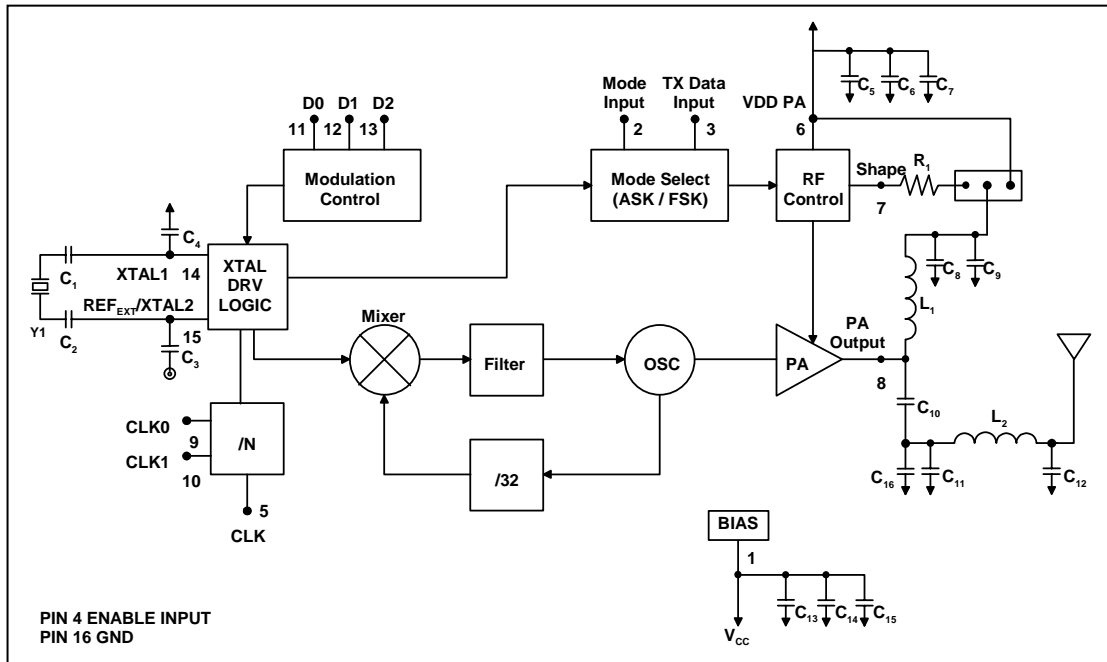 Mode
Input
TX Data
Input
VDD PA
C5
C6
C7
D0
D1
D2
11
12
13
2
3
6
Modulation
Control
Mode Select
(ASK / FSK)
RF
Control
Shape
R1
7
C4
C1
XTAL1
14
XTAL
DRV
LOGIC
REFEXT/XTAL2
15
Y1
C2
C3
C8
C9
L1
Mixer
Filter
OSC
PA
PA
Output
8
C10
CLK0
9
CLK1
10
/N
/32
L2
C16
C11
C12
5
CLK
BIAS
1
C13
C14
C15
VCC
PIN 4 ENABLE INPUT
PIN 16 GND